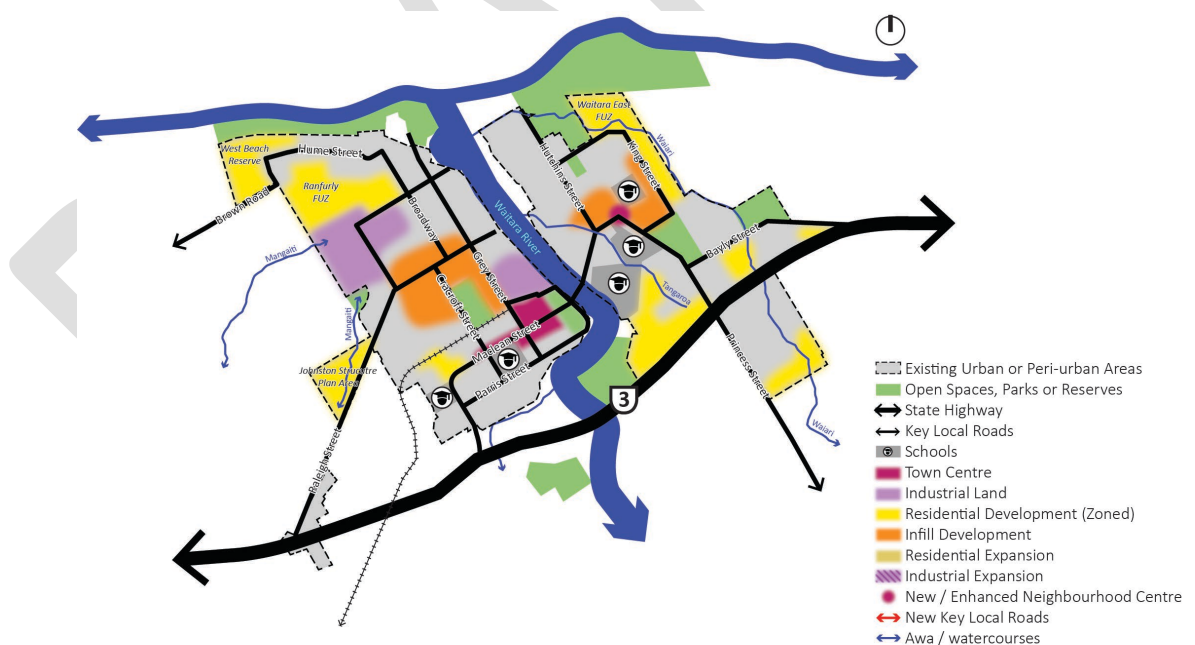 Waitara East
FUZ
Waiari
West Beach
Reserve
Hume Street
King Street
Hutchins Street
Ranfurly
FUZ
Brown Road
Broadway
Waitara River
Bayly Street
Mangaiti
Grey Street
Cracroft Street
Tangaroa
Mangaiti
Maclean Street
Johnston Structure
Plan Area
Parris Street
Princess Street
3
Raleigh Street
Waiari
Existing Urban or Peri-urban Areas
Open Spaces, Parks or Reserves
State Highway
Key Local Roads
Schools
Town Centre
Industrial Land
Residential Development (Zoned)
Infill Development
Residential Expansion
Industrial Expansion
New / Enhanced Neighbourhood Centre
New Key Local Roads
Awa / watercourses